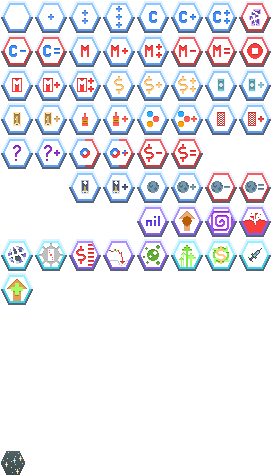 + ‡ C C+ C‡
C- C= M M+ M‡ M- M=
M M+ M‡ $ $+ $‡ +
+ + + +
? ?+ + $- $=
+ + - =
nil
$